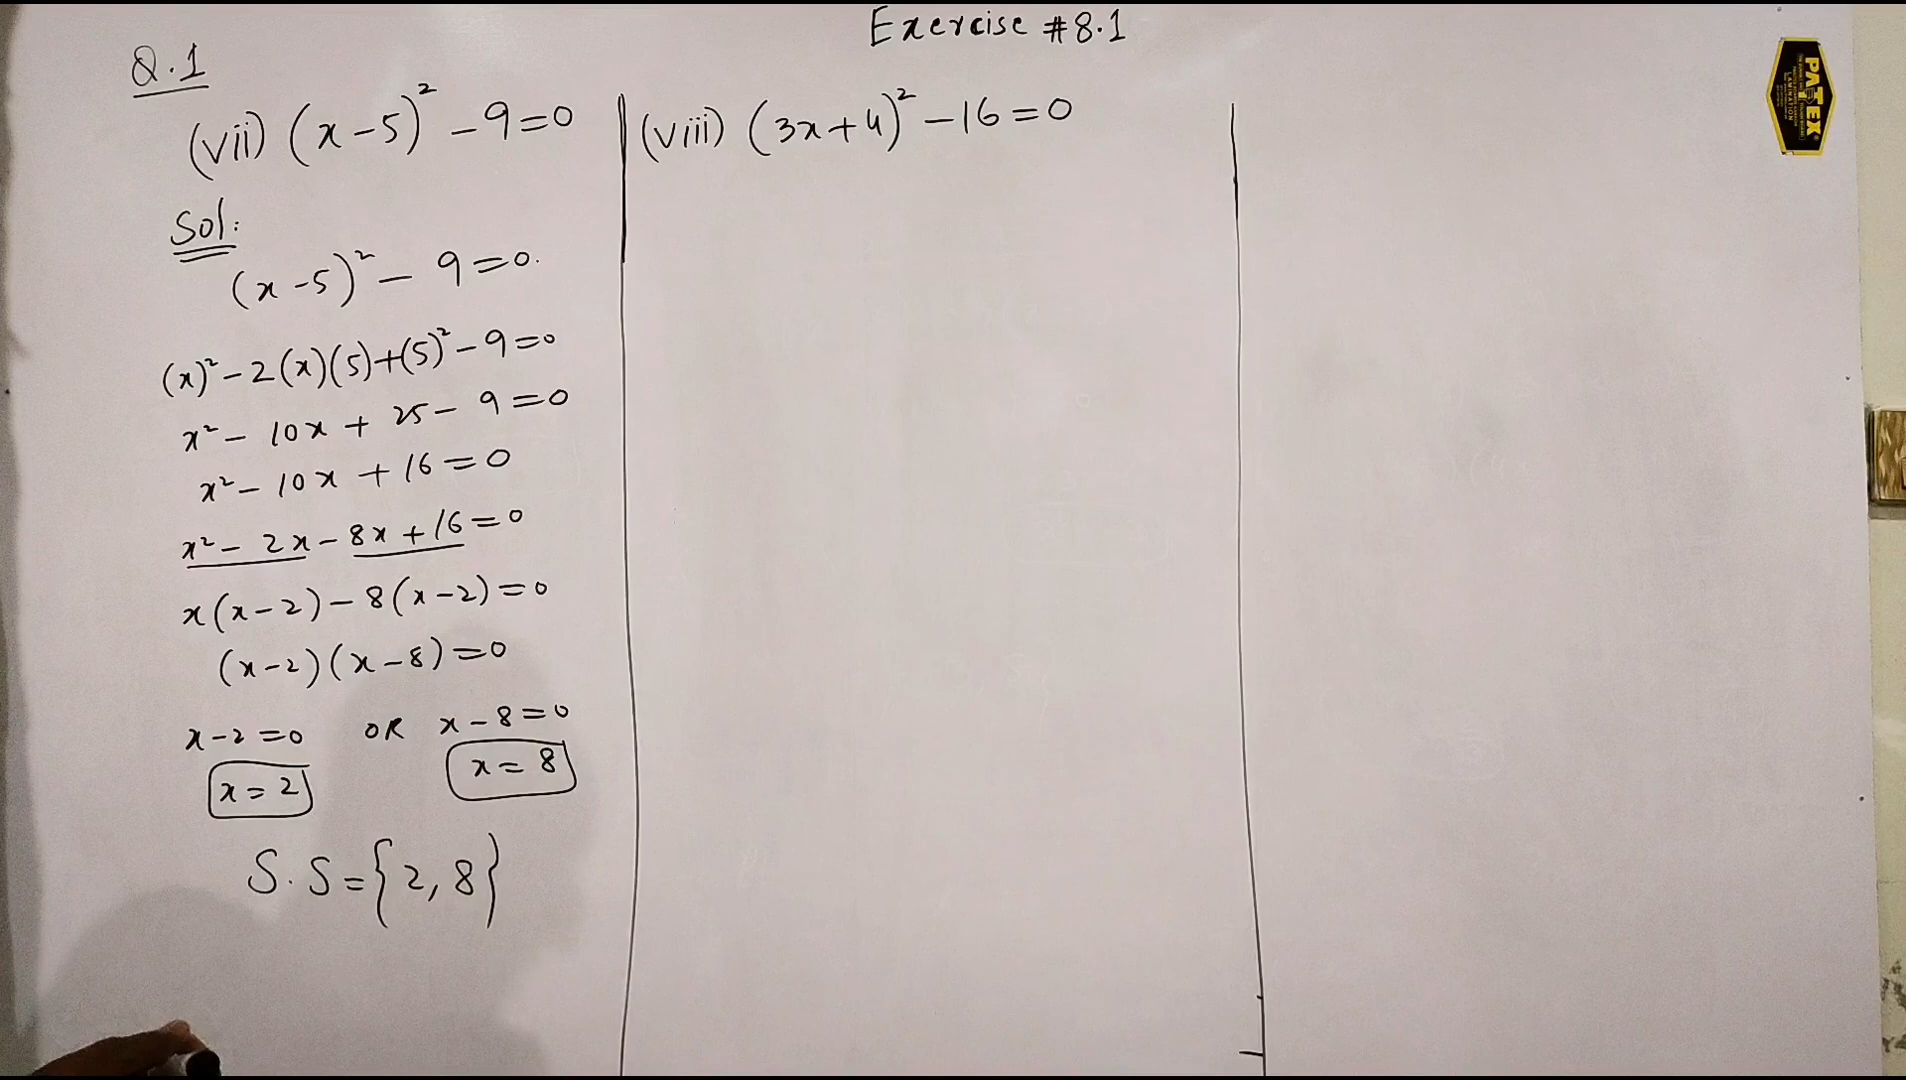 Exercise #8.1
Q.1
(vii) (x-5)² - 9=0
Sol:
(x-5)² - 9=0.
(x)² - 2(x)(5)+(5)² - 9=0
x² - 10x + 25 - 9=0
x² - 10x + 16=0
x² - 2x - 8x + 16=0
x(x-2) - 8(x-2)=0
(x-2)(x-8)=0
x-2=0 OR x-8=0
x=2 x=8
S.S={2,8}
(viii) (3x+4)² -16=0
PATEX
LAMINATION